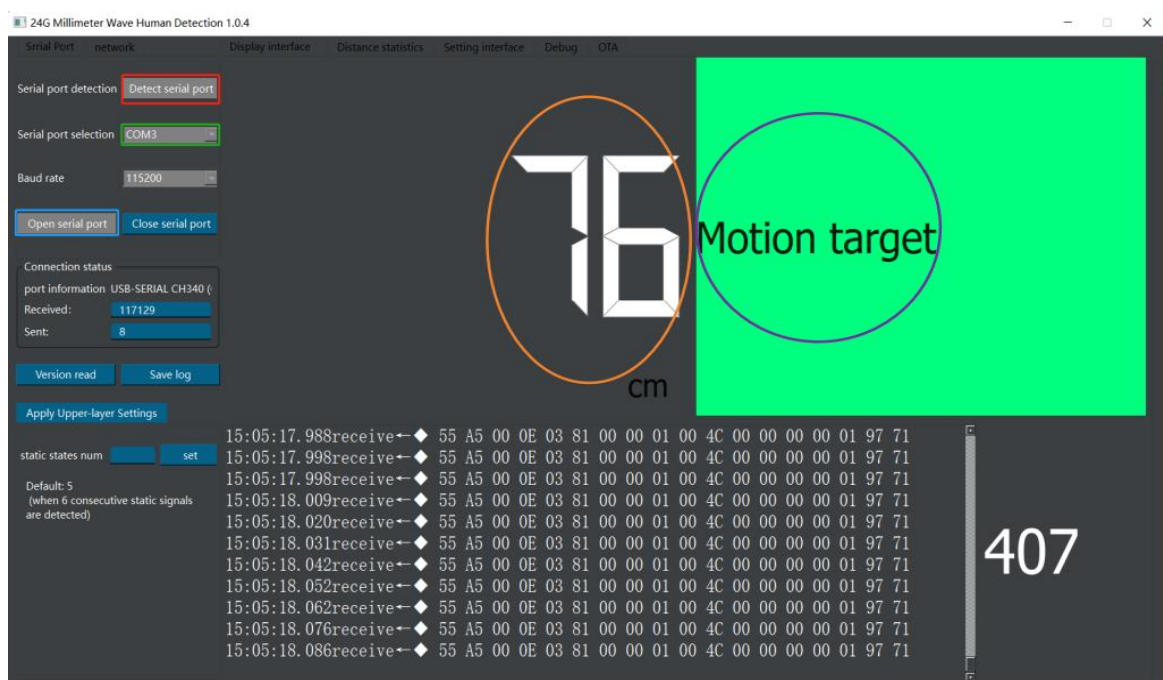 24G Millimeter Wave Human Detection 1.0.4
Srrial Port network Display interface Distance statistics Setting interface Debug OTA
Serial port detection Detect serial port
Serial port selection COM3
Baud rate 115200
Open serial port Close serial port
Connection status
port information USB-SERIAL CH340 (
Received: 117129
Sent: 8
Version read Save log
Apply Upper-layer Settings
static states num set
Default: 5
(when 6 consecutive static signals
are detected)
76
cm
Motion target
15:05:17.988receive←◆ 55 A5 00 0E 03 81 00 00 01 00 4C 00 00 00 00 01 97 71
15:05:17.998receive←◆ 55 A5 00 0E 03 81 00 00 01 00 4C 00 00 00 00 01 97 71
15:05:17.998receive←◆ 55 A5 00 0E 03 81 00 00 01 00 4C 00 00 00 00 01 97 71
15:05:18.009receive←◆ 55 A5 00 0E 03 81 00 00 01 00 4C 00 00 00 00 01 97 71
15:05:18.020receive←◆ 55 A5 00 0E 03 81 00 00 01 00 4C 00 00 00 00 01 97 71
15:05:18.031receive←◆ 55 A5 00 0E 03 81 00 00 01 00 4C 00 00 00 00 01 97 71
15:05:18.042receive←◆ 55 A5 00 0E 03 81 00 00 01 00 4C 00 00 00 00 01 97 71
15:05:18.052receive←◆ 55 A5 00 0E 03 81 00 00 01 00 4C 00 00 00 00 01 97 71
15:05:18.062receive←◆ 55 A5 00 0E 03 81 00 00 01 00 4C 00 00 00 00 01 97 71
15:05:18.076receive←◆ 55 A5 00 0E 03 81 00 00 01 00 4C 00 00 00 00 01 97 71
15:05:18.086receive←◆ 55 A5 00 0E 03 81 00 00 01 00 4C 00 00 00 00 01 97 71
407